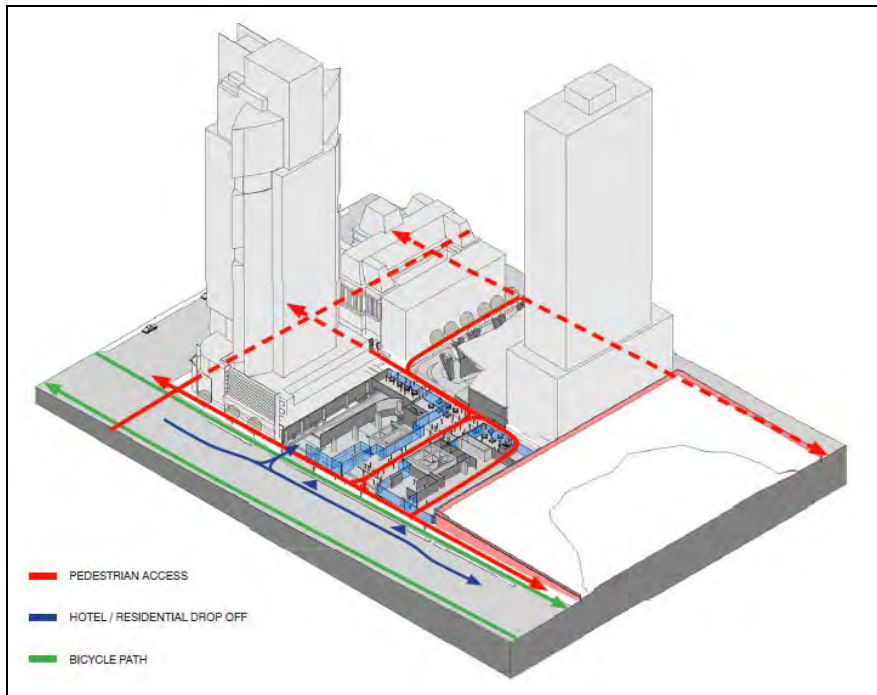 PEDESTRIAN ACCESS
HOTEL / RESIDENTIAL DROP OFF
BICYCLE PATH